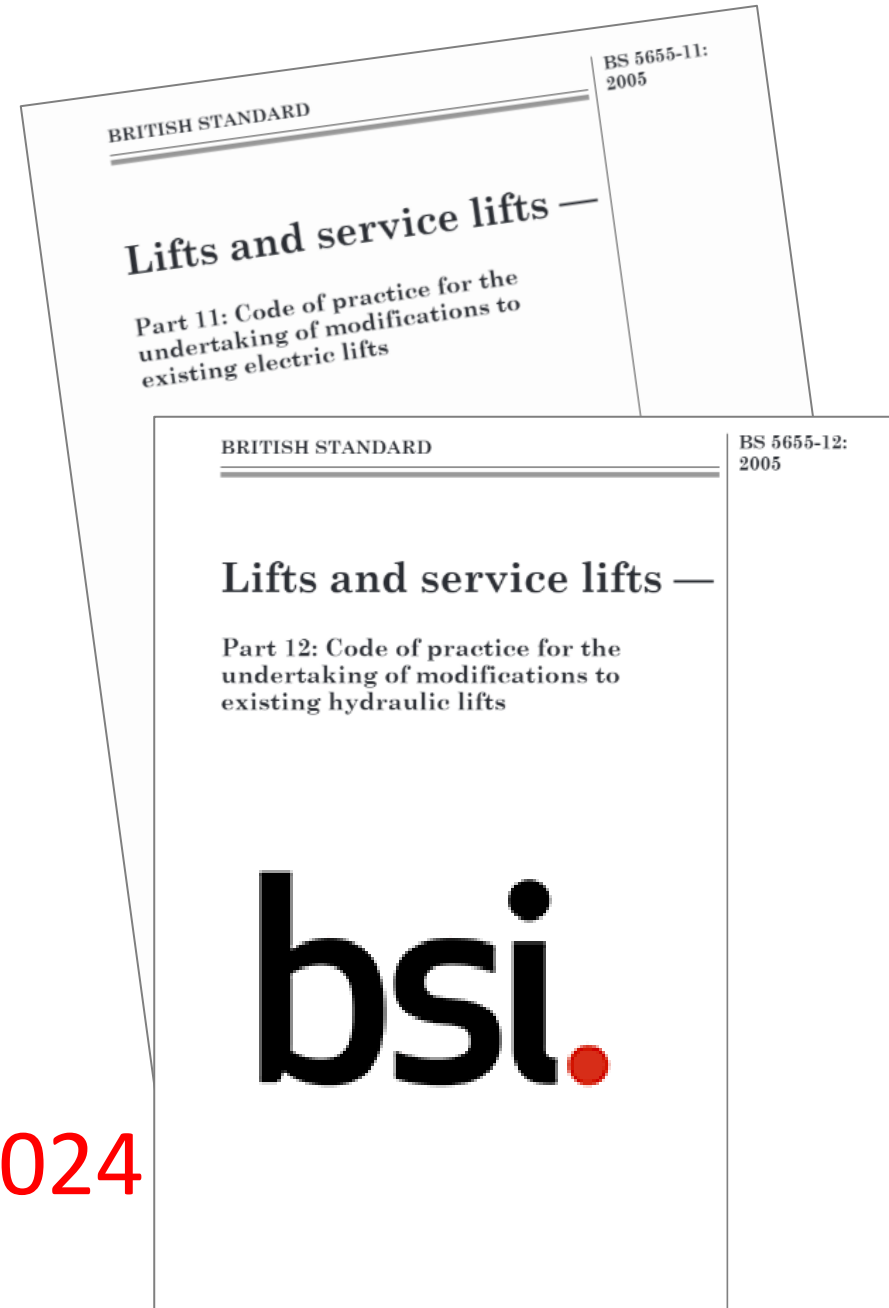 BS 5655-11:
2005
BRITISH STANDARD
Lifts and service lifts —
Part 11: Code of practice for the
undertaking of modifications to
existing electric lifts
BRITISH STANDARD
BS 5655-12:
2005
Lifts and service lifts —
Part 12: Code of practice for the
undertaking of modifications to
existing hydraulic lifts
bsi.
024